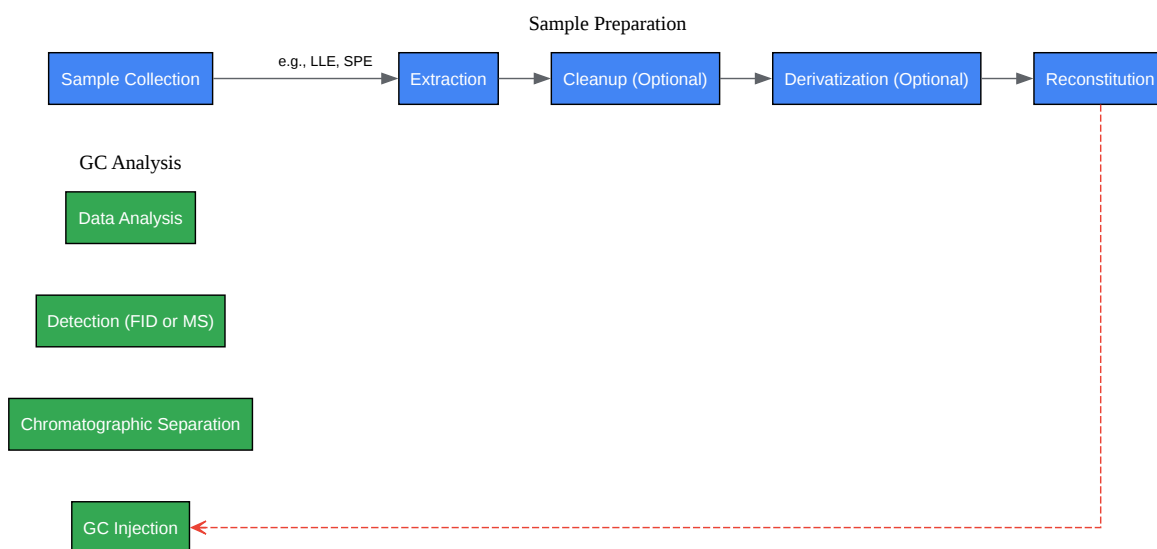 Sample Preparation
e.g., LLE, SPE
Sample Collection
Extraction
Cleanup (Optional)
Derivatization (Optional)
Reconstitution
GC Analysis
Data Analysis
Detection (FID or MS)
Chromatographic Separation
GC Injection